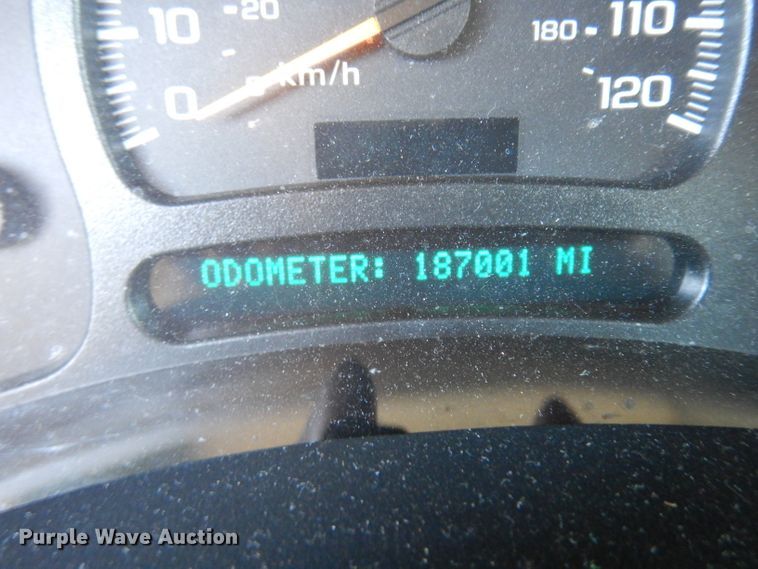 10 20 180 110
0 km/h 120
ODOMETER: 187001 MI
Purple Wave Auction